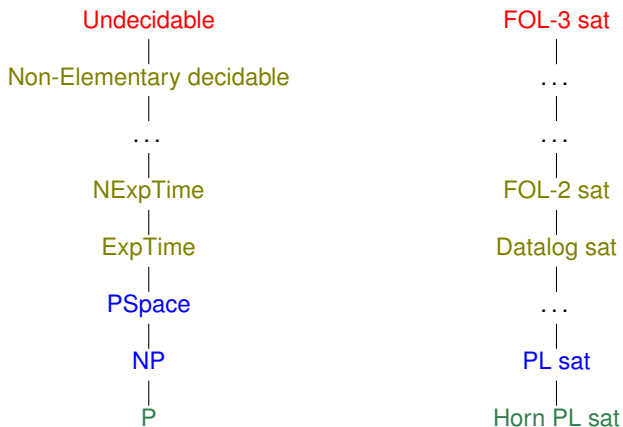 Undecidable
Non-Elementary decidable
...
NExpTime
ExpTime
PSpace
NP
P
FOL-3 sat
...
...
FOL-2 sat
Datalog sat
...
PL sat
Horn PL sat